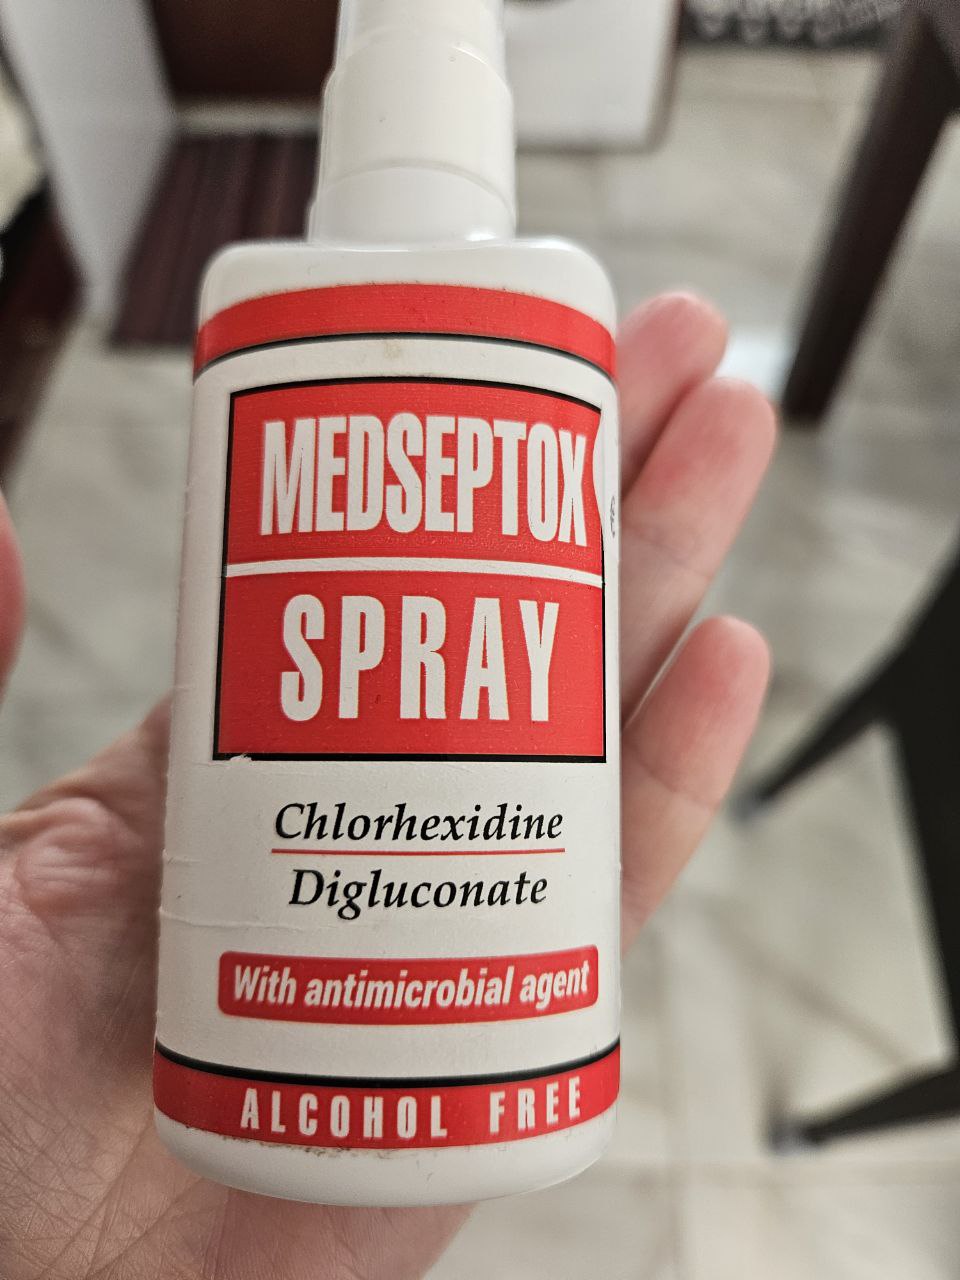 MEDSEPTOX
SPRAY
Chlorhexidine
Digluconate
With antimicrobial agent
ALCOHOL FREE